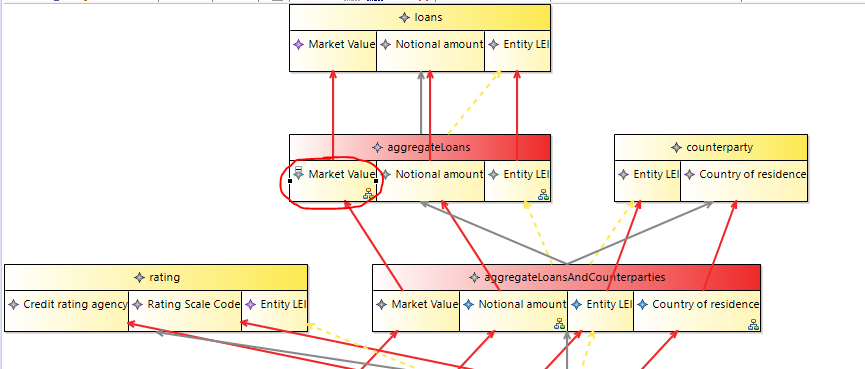 loans
Market Value Notional amount Entity LEI
aggregateLoans
Market Value Notional amount Entity LEI
counterparty
Entity LEI Country of residence
rating
Credit rating agency Rating Scale Code Entity LEI
aggregateLoansAndCounterparties
Market Value Notional amount Entity LEI Country of residence